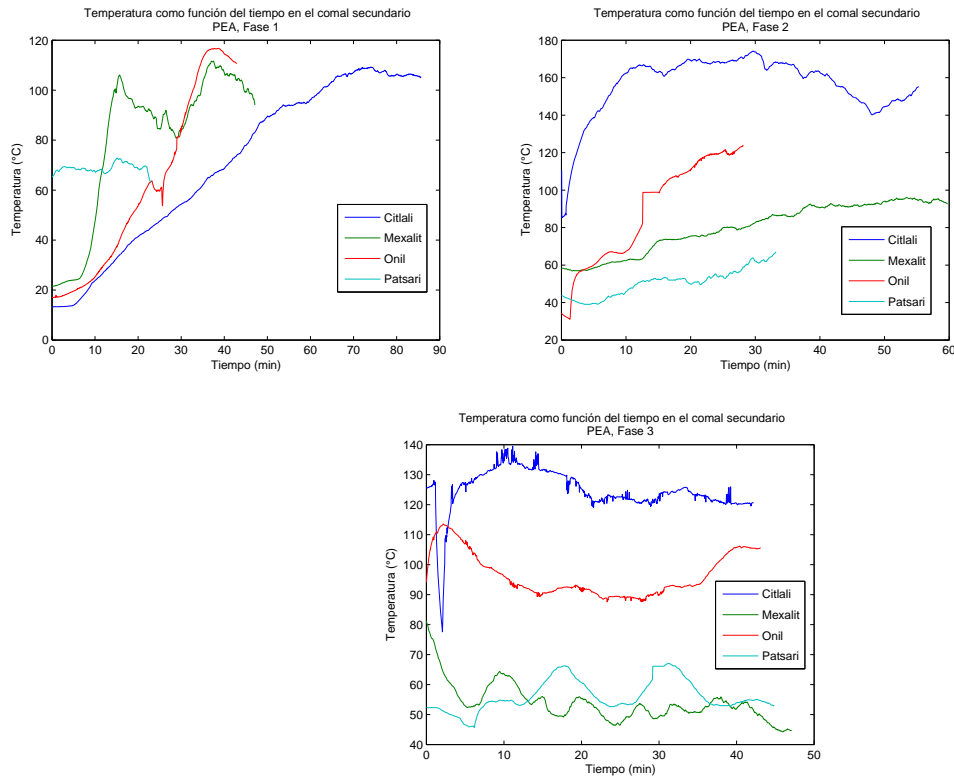 Temperatura como función del tiempo en el comal secundario
PEA, Fase 1
120
100
80
60
40
20
0
0 10 20 30 40 50 60 70 80 90
Temperatura (°C)
Tiempo (min)
Citlali
Mexalit
Onil
Patsari
Temperatura como función del tiempo en el comal secundario
PEA, Fase 2
180
160
140
120
100
80
60
40
20
0 10 20 30 40 50 60
Temperatura (°C)
Tiempo (min)
Citlali
Mexalit
Onil
Patsari
Temperatura como función del tiempo en el comal secundario
PEA, Fase 3
140
130
120
110
100
90
80
70
60
50
40
0 10 20 30 40 50
Temperatura (°C)
Tiempo (min)
Citlali
Mexalit
Onil
Patsari